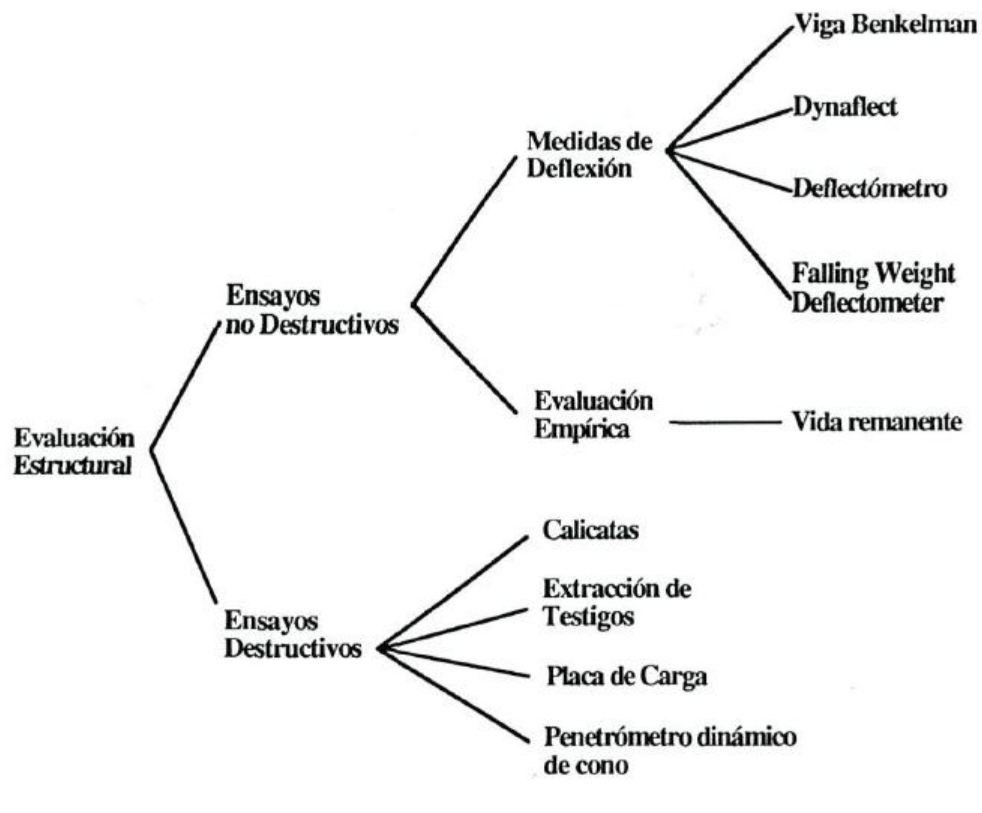 Viga Benkelman
Dynaflect
Medidas de
Deflexión
Deflectómetro
Falling Weight
Deflectometer
Ensayos
no Destructivos
Evaluación
Empírica
Vida remanente
Evaluación
Estructural
Calicatas
Extracción de
Testigos
Ensayos
Destructivos
Placa de Carga
Penetrómetro dinámico
de cono